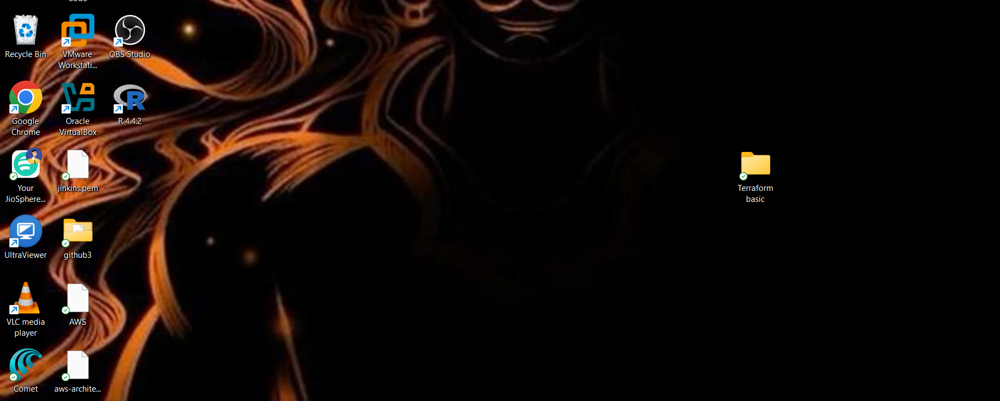 Code
Recycle Bin
VMware
Workstati...
OBS Studio
Google
Chrome
Oracle
VirtualBox
R 4.4.2
Your
JioSphere...
jinkins.pem
Terraform
basic
UltraViewer
github3
VLC media
player
AWS
Comet
aws-archite...